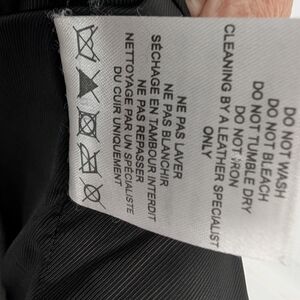 DO NOT WASH
DO NOT BLEACH
DO NOT TUMBLE DRY
DO NOT IRON
CLEANING BY A LEATHER SPECIALIST
ONLY
NE PAS LAVER
NE PAS BLANCHIR
SÉCHAGE EN TAMBOUR INTERDIT
NE PAS REPASSER
NETTOYAGE PAR UN SPÉCIALISTE
DU CUIR UNIQUEMENT